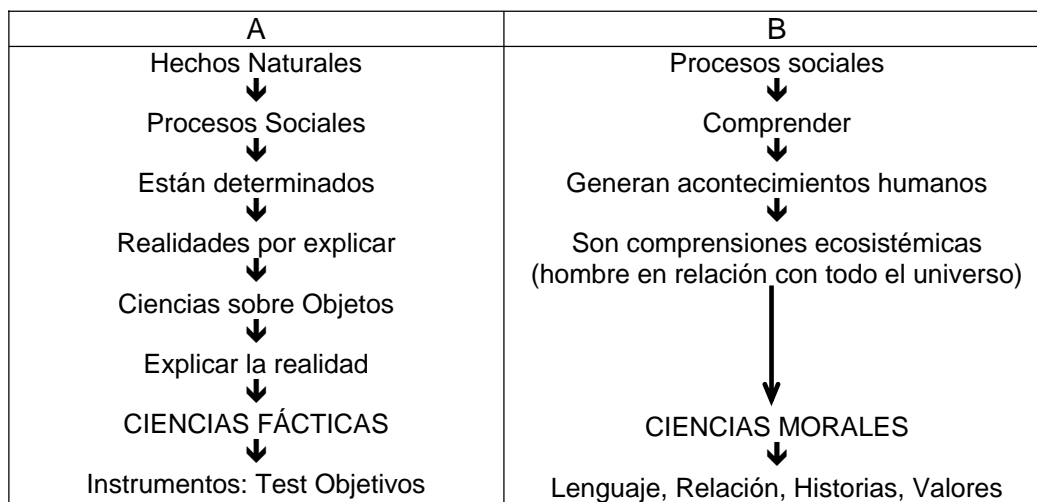 A
Hechos Naturales
Procesos Sociales
Están determinados
Realidades por explicar
Ciencias sobre Objetos
Explicar la realidad
CIENCIAS FÁCTICAS
Instrumentos: Test Objetivos
B
Procesos sociales
Comprender
Generan acontecimientos humanos
Son comprensiones ecosistémicas
(hombre en relación con todo el universo)
CIENCIAS MORALES
Lenguaje, Relación, Historias, Valores